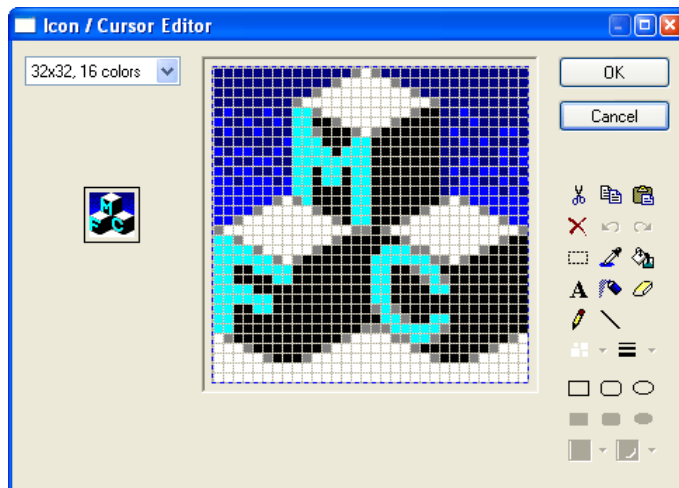 Icon / Cursor Editor
32x32, 16 colors
OK
Cancel
M
F C
M
F C
A